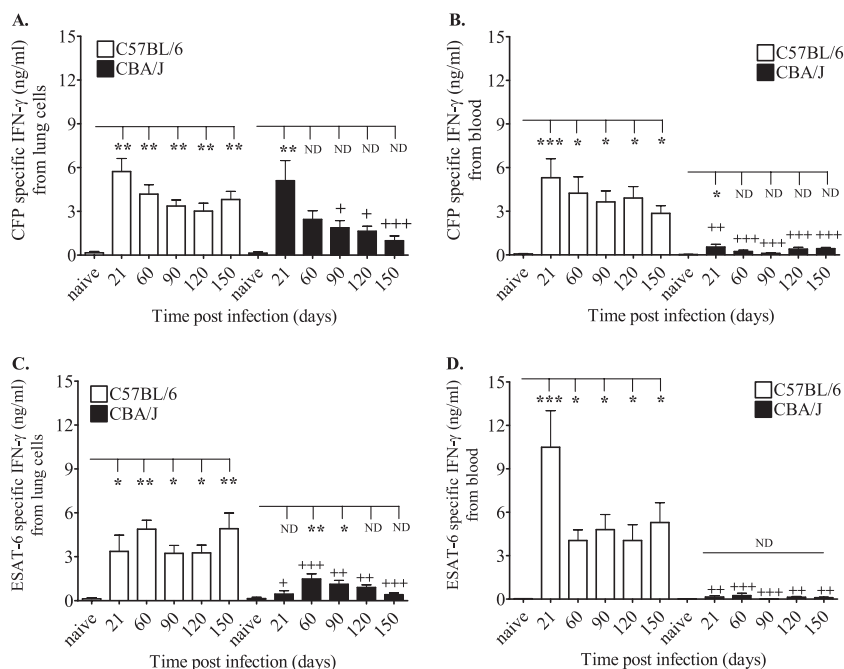 A.
CFP specific IFN-γ (ng/ml)
from lung cells
15
12
9
6
3
0
C57BL/6
CBA/J
** ** ** ** ** ** ND ND ND ND
+ + +++
naive 21 60 90 120 150 naive 21 60 90 120 150
Time post infection (days)
B.
CFP specific IFN-γ (ng/ml)
from blood
15
12
9
6
3
0
C57BL/6
CBA/J
*** * * * *
* ND ND ND ND
++ +++ +++ +++ +++
naive 21 60 90 120 150 naive 21 60 90 120 150
Time post infection (days)
C.
ESAT-6 specific IFN-γ (ng/ml)
from lung cells
15
12
9
6
3
0
C57BL/6
CBA/J
* ** * * **
ND ** * ND ND
+ +++ ++ ++ +++
naive 21 60 90 120 150 naive 21 60 90 120 150
Time post infection (days)
D.
ESAT-6 specific IFN-γ (ng/ml)
from blood
15
12
9
6
3
0
C57BL/6
CBA/J
*** * * * *
ND
++ +++ +++ ++ ++
naive 21 60 90 120 150 naive 21 60 90 120 150
Time post infection (days)